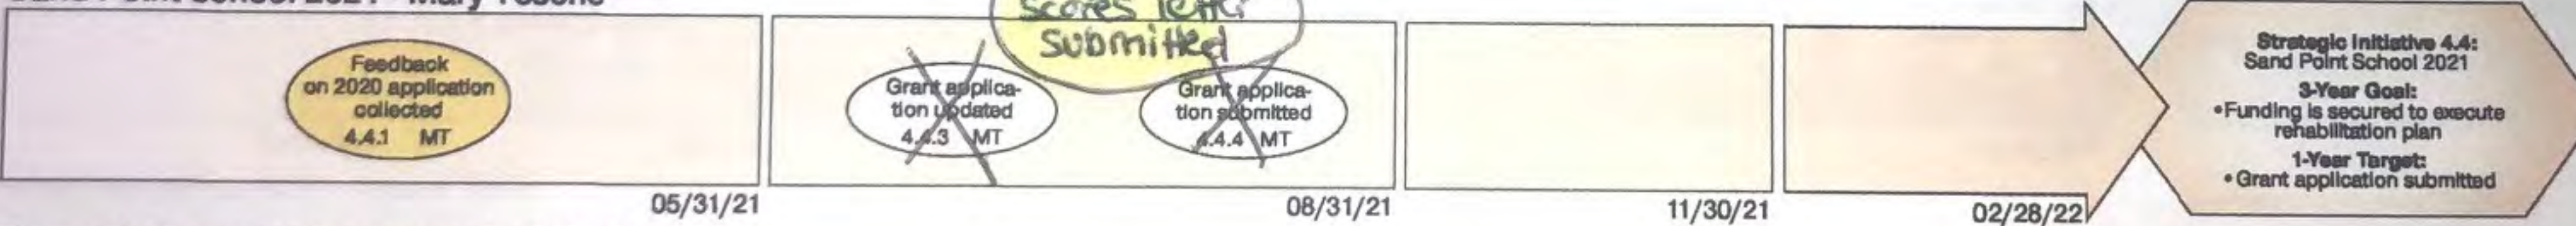 scores letter
submitted
Feedback
on 2020 application
collected
4.4.1 MT
Grant applica-
tion updated
4.4.3 MT
Grant applica-
tion submitted
4.4.4 MT
Strategic Initiative 4.4:
Sand Point School 2021
3-Year Goal:
•Funding is secured to execute
rehabilitation plan
1-Year Target:
• Grant application submitted
05/31/21
08/31/21
11/30/21
02/28/22